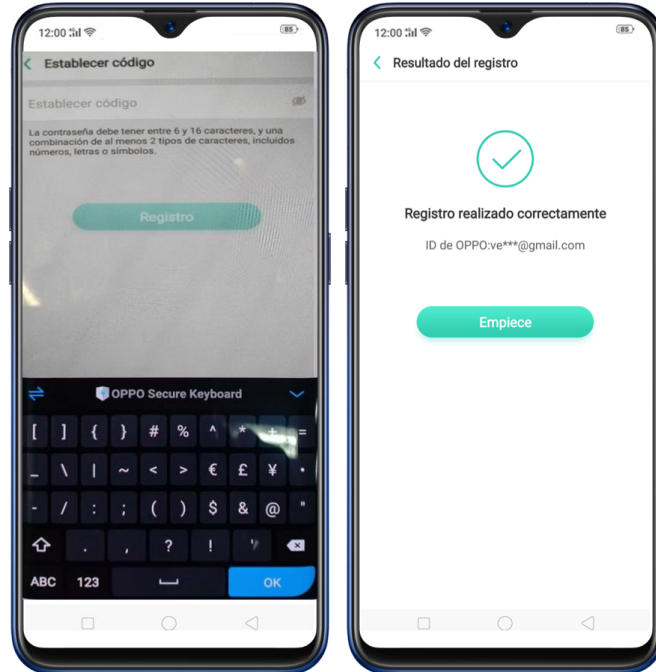 12:00
85
Establecer código
Establecer código
La contraseña debe tener entre 6 y 16 caracteres, y una
combinación de al menos 2 tipos de caracteres, incluidos
números, letras o símbolos.
Registro
OPPO Secure Keyboard
[ ] { } # % ^ * + =
_ \ | ~ < > € £ ¥ •
- / : ; ( ) $ & @ "
. , ? ! '
ABC 123 OK
12:00
85
Resultado del registro
Registro realizado correctamente
ID de OPPO:ve***@gmail.com
Empiece